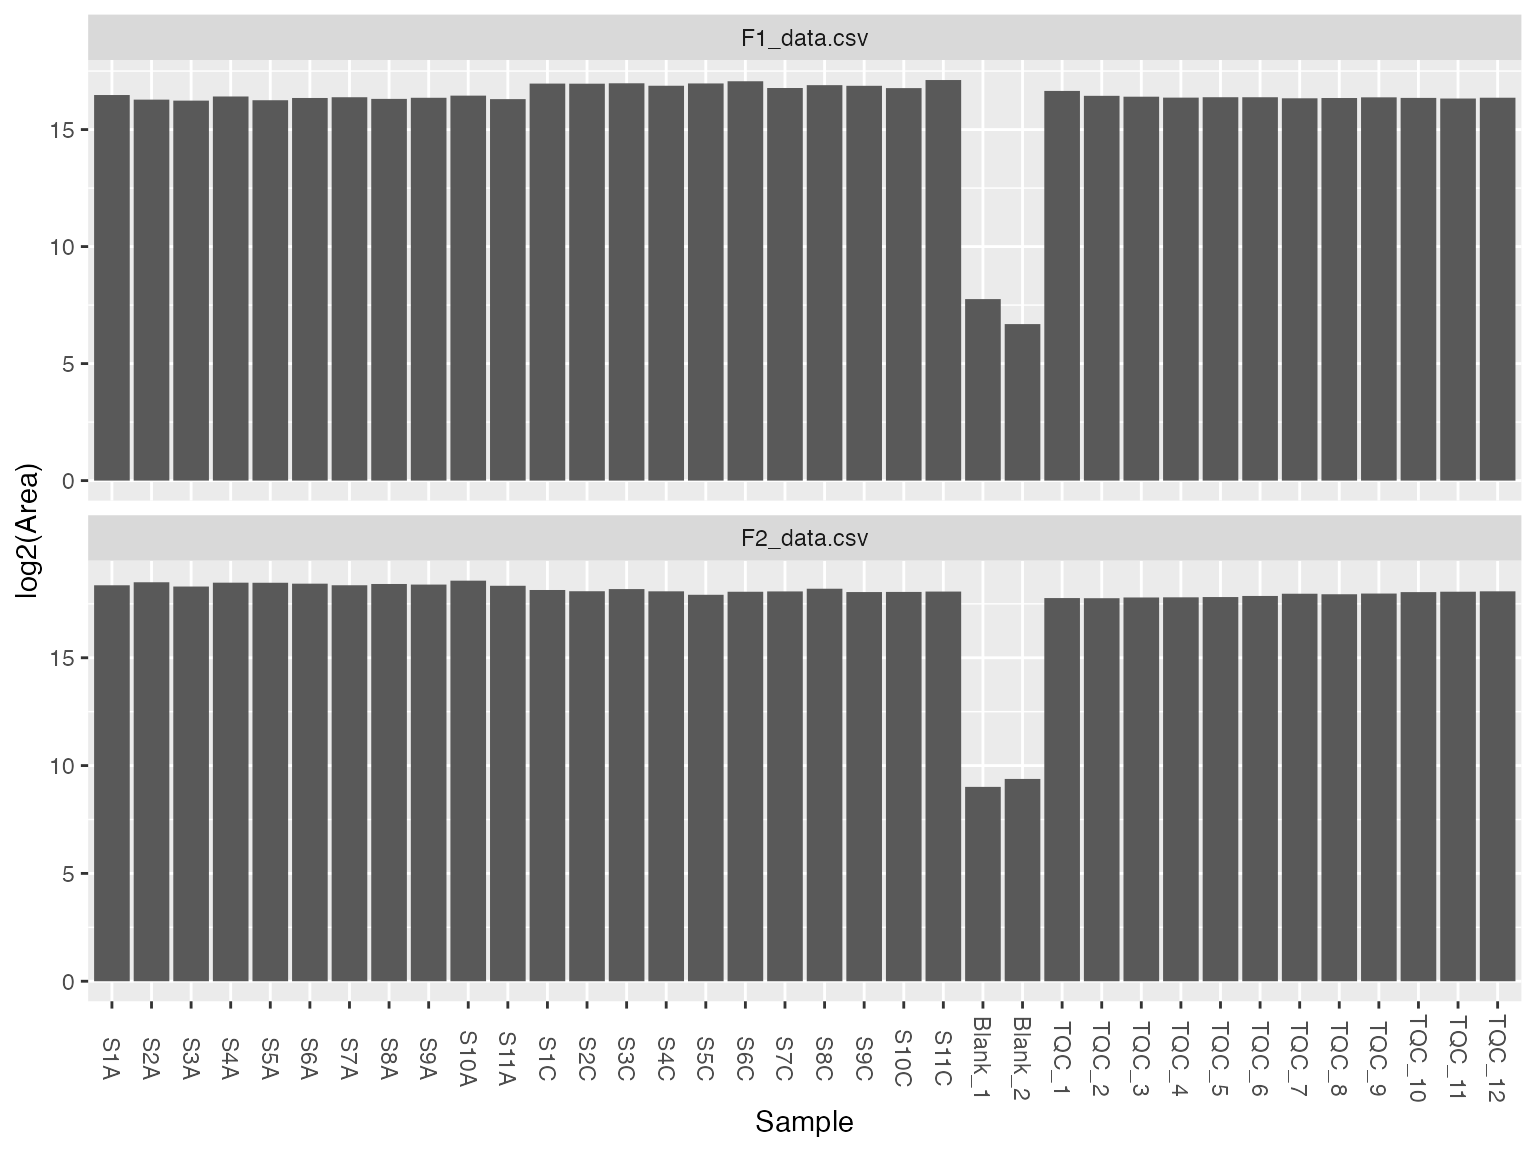 F1_data.csv
15
10
5
0
log2(Area)
F2_data.csv
15
10
5
0
S1A S2A S3A S4A S5A S6A S7A S8A S9A S10A S11A S1C S2C S3C S4C S5C S6C S7C S8C S9C S10C S11C Blank_1 Blank_2 TQC_1 TQC_2 TQC_3 TQC_4 TQC_5 TQC_6 TQC_7 TQC_8 TQC_9 TQC_10 TQC_11 TQC_12
Sample